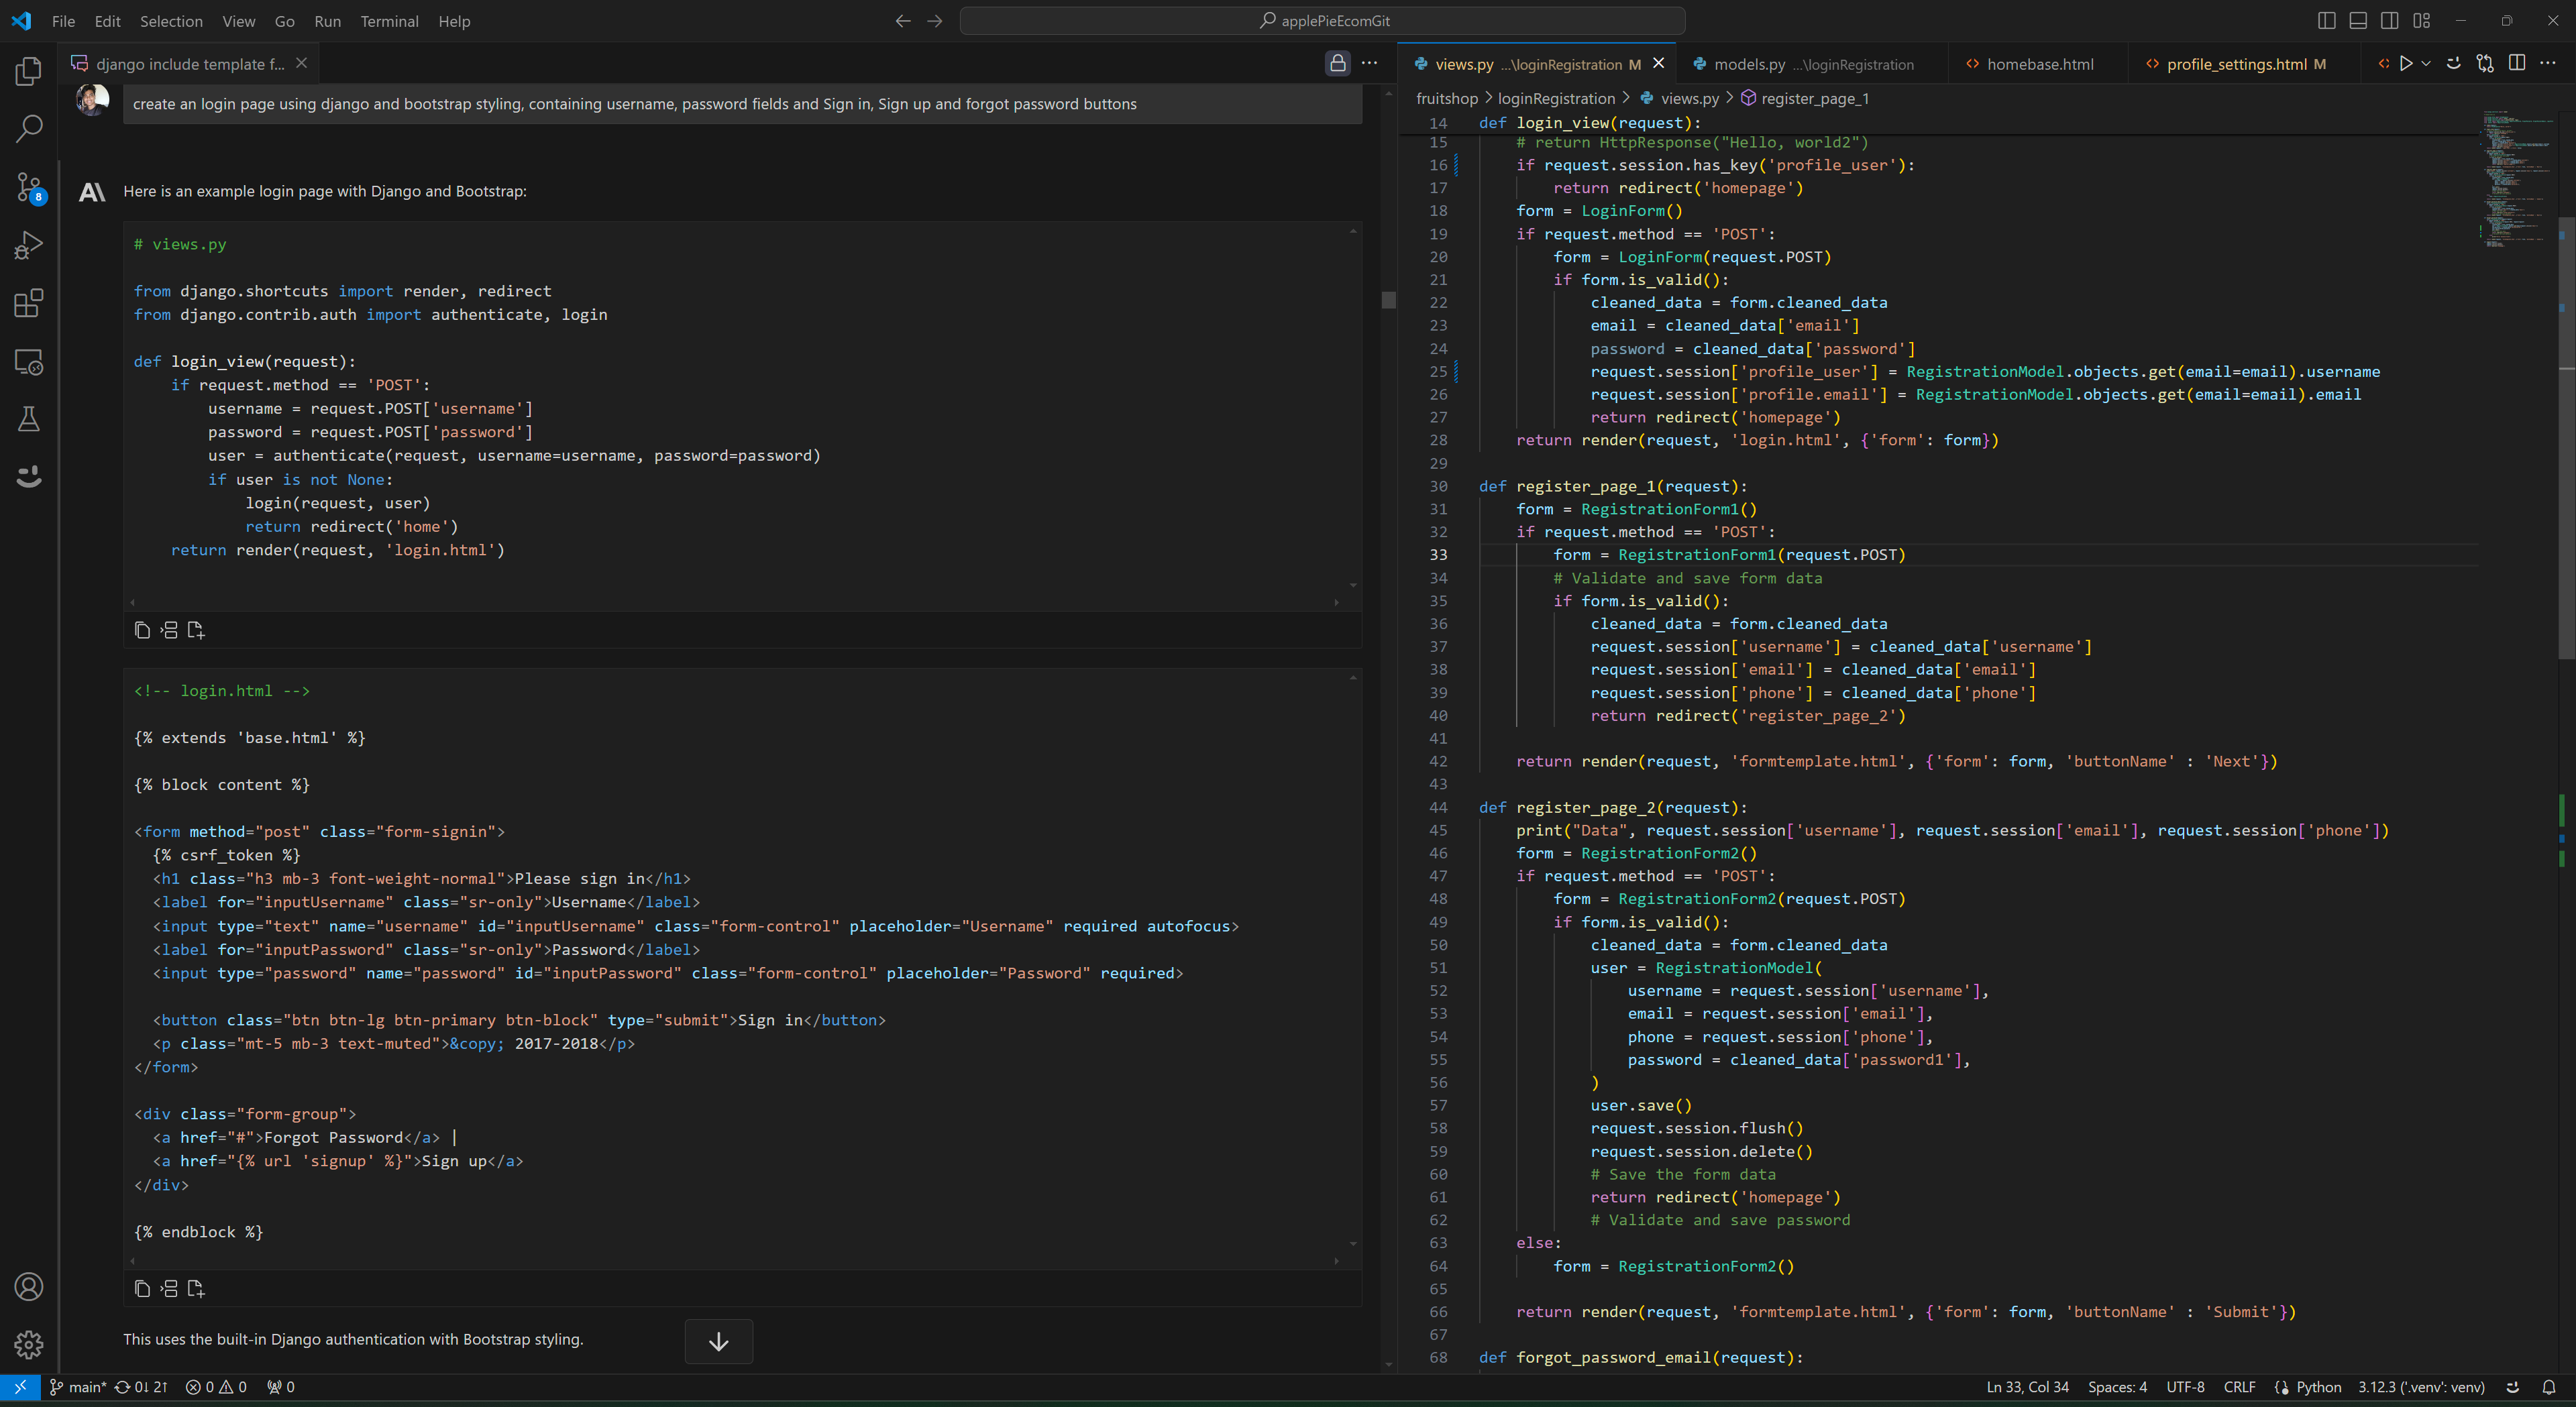 File Edit Selection View Go Run Terminal Help
applePieEcomGit
django include template f...
create an login page using django and bootstrap styling, containing username, password fields and Sign in, Sign up and forgot password buttons
8
Here is an example login page with Django and Bootstrap:
# views.py
from django.shortcuts import render, redirect
from django.contrib.auth import authenticate, login
def login_view(request):
if request.method == 'POST':
username = request.POST['username']
password = request.POST['password']
user = authenticate(request, username=username, password=password)
if user is not None:
login(request, user)
return redirect('home')
return render(request, 'login.html')
<!-- login.html -->
{% extends 'base.html' %}
{% block content %}
<form method="post" class="form-signin">
{% csrf_token %}
<h1 class="h3 mb-3 font-weight-normal">Please sign in</h1>
<label for="inputUsername" class="sr-only">Username</label>
<input type="text" name="username" id="inputUsername" class="form-control" placeholder="Username" required autofocus>
<label for="inputPassword" class="sr-only">Password</label>
<input type="password" name="password" id="inputPassword" class="form-control" placeholder="Password" required>
<button class="btn btn-lg btn-primary btn-block" type="submit">Sign in</button>
<p class="mt-5 mb-3 text-muted">&copy; 2017-2018</p>
</form>
<div class="form-group">
<a href="#">Forgot Password</a> |
<a href="{% url 'signup' %}">Sign up</a>
</div>
{% endblock %}
This uses the built-in Django authentication with Bootstrap styling.
views.py ...\loginRegistration M
models.py ...\loginRegistration
homebase.html
profile_settings.html M
fruitshop > loginRegistration > views.py > register_page_1
14 def login_view(request):
15 # return HttpResponse("Hello, world2")
16 if request.session.has_key('profile_user'):
17 return redirect('homepage')
18 form = LoginForm()
19 if request.method == 'POST':
20 form = LoginForm(request.POST)
21 if form.is_valid():
22 cleaned_data = form.cleaned_data
23 email = cleaned_data['email']
24 password = cleaned_data['password']
25 request.session['profile_user'] = RegistrationModel.objects.get(email=email).username
26 request.session['profile.email'] = RegistrationModel.objects.get(email=email).email
27 return redirect('homepage')
28 return render(request, 'login.html', {'form': form})
29
30 def register_page_1(request):
31 form = RegistrationForm1()
32 if request.method == 'POST':
33 form = RegistrationForm1(request.POST)
34 # Validate and save form data
35 if form.is_valid():
36 cleaned_data = form.cleaned_data
37 request.session['username'] = cleaned_data['username']
38 request.session['email'] = cleaned_data['email']
39 request.session['phone'] = cleaned_data['phone']
40 return redirect('register_page_2')
41
42 return render(request, 'formtemplate.html', {'form': form, 'buttonName' : 'Next'})
43
44 def register_page_2(request):
45 print("Data", request.session['username'], request.session['email'], request.session['phone'])
46 form = RegistrationForm2()
47 if request.method == 'POST':
48 form = RegistrationForm2(request.POST)
49 if form.is_valid():
50 cleaned_data = form.cleaned_data
51 user = RegistrationModel(
52 username = request.session['username'],
53 email = request.session['email'],
54 phone = request.session['phone'],
55 password = cleaned_data['password1'],
56 )
57 user.save()
58 request.session.flush()
59 request.session.delete()
60 # Save the form data
61 return redirect('homepage')
62 # Validate and save password
63 else:
64 form = RegistrationForm2()
65
66 return render(request, 'formtemplate.html', {'form': form, 'buttonName' : 'Submit'})
67
68 def forgot_password_email(request):
main* 0↓ 2↑ 0 0 0
Ln 33, Col 34 Spaces: 4 UTF-8 CRLF Python 3.12.3 ('.venv': venv)